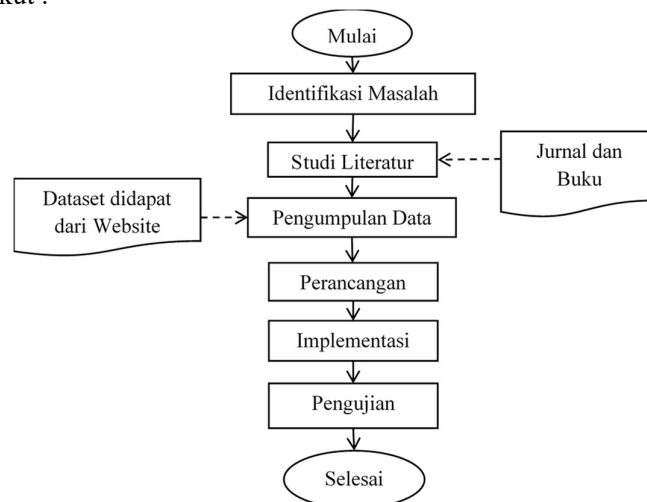 kut :
Mulai
Identifikasi Masalah
Studi Literatur
Jurnal dan
Buku
Dataset didapat
dari Website
Pengumpulan Data
Perancangan
Implementasi
Pengujian
Selesai